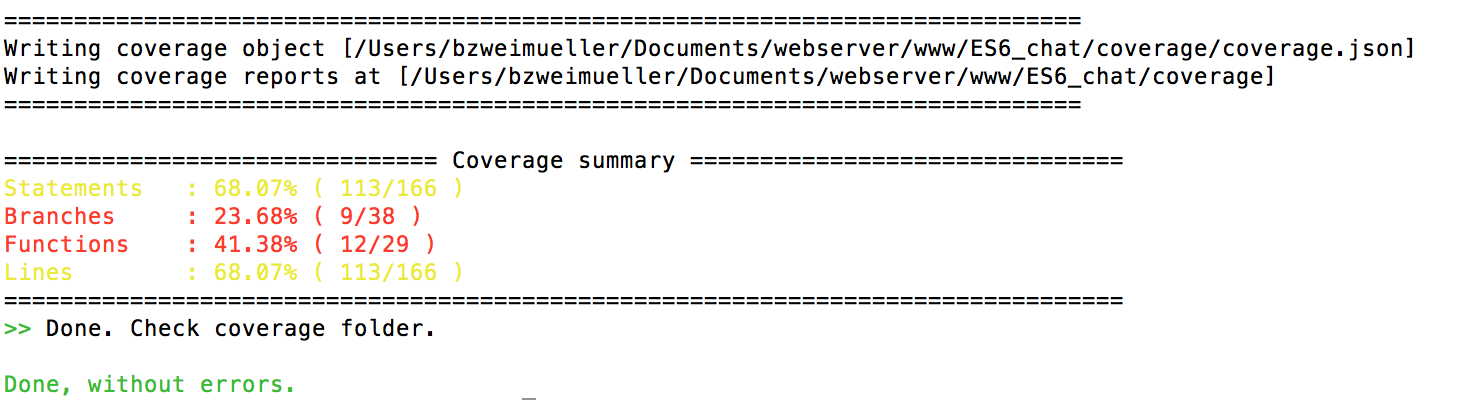 =============================================================================
Writing coverage object [/Users/bzweimueller/Documents/webserver/www/ES6_chat/coverage/coverage.json]
Writing coverage reports at [/Users/bzweimueller/Documents/webserver/www/ES6_chat/coverage]
=============================================================================
=============================== Coverage summary ===============================
Statements   : 68.07% ( 113/166 )
Branches     : 23.68% ( 9/38 )
Functions    : 41.38% ( 12/29 )
Lines        : 68.07% ( 113/166 )
================================================================================
>> Done. Check coverage folder.
Done, without errors.